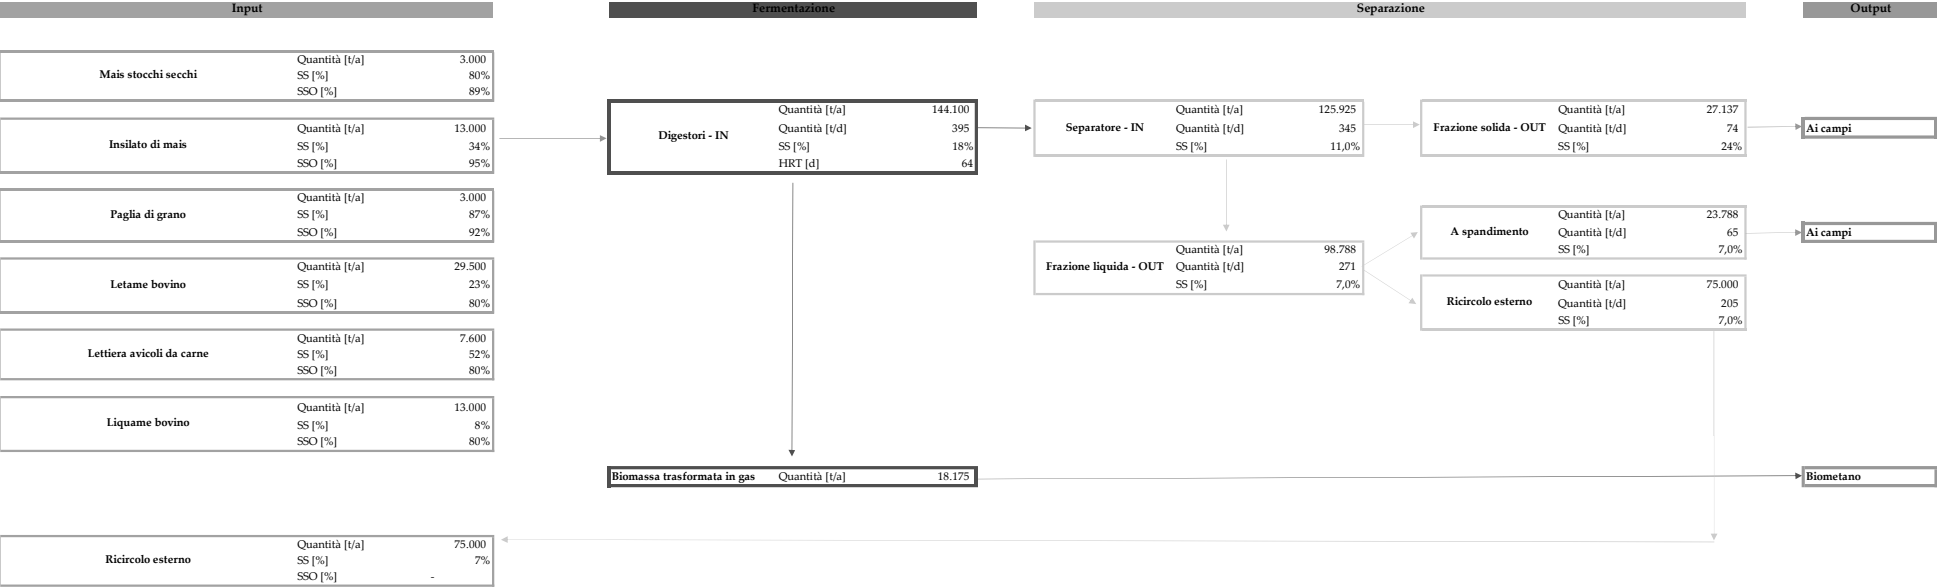 Input
Fermentazione
Separazione
Output
Mais stocchi secchi
Quantità [t/a] 3.000
SS [%] 80%
SSO [%] 89%
Insilato di mais
Quantità [t/a] 13.000
SS [%] 34%
SSO [%] 95%
Paglia di grano
Quantità [t/a] 3.000
SS [%] 87%
SSO [%] 92%
Letame bovino
Quantità [t/a] 29.500
SS [%] 23%
SSO [%] 80%
Lettiera avicoli da carne
Quantità [t/a] 7.600
SS [%] 52%
SSO [%] 80%
Liquame bovino
Quantità [t/a] 13.000
SS [%] 8%
SSO [%] 80%
Ricircolo esterno
Quantità [t/a] 75.000
SS [%] 7%
SSO [%] -
Digestori - IN
Quantità [t/a] 144.100
Quantità [t/d] 395
SS [%] 18%
HRT [d] 64
Biomassa trasformata in gas Quantità [t/a] 18.175
Separatore - IN
Quantità [t/a] 125.925
Quantità [t/d] 345
SS [%] 11,0%
Frazione liquida - OUT
Quantità [t/a] 98.788
Quantità [t/d] 271
SS [%] 7,0%
Frazione solida - OUT
Quantità [t/a] 27.137
Quantità [t/d] 74
SS [%] 24%
A spandimento
Quantità [t/a] 23.788
Quantità [t/d] 65
SS [%] 7,0%
Ricircolo esterno
Quantità [t/a] 75.000
Quantità [t/d] 205
SS [%] 7,0%
Ai campi
Ai campi
Biometano